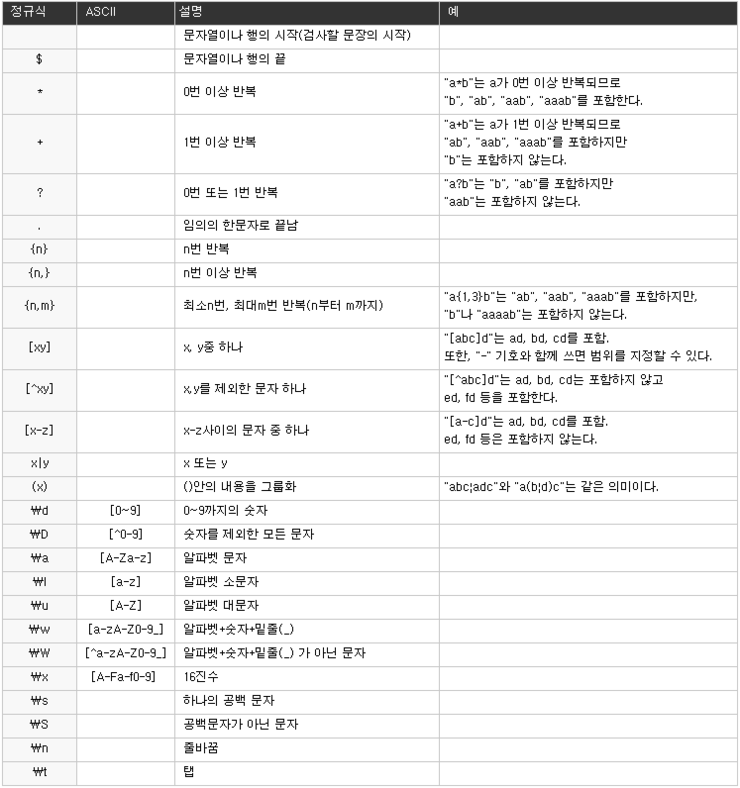 정규식 ASCII 설명 예
문자열이나 행의 시작(검사할 문장의 시작)
$ 문자열이나 행의 끝
* 0번 이상 반복 "a*b"는 a가 0번 이상 반복되므로
"b", "ab", "aab", "aaab"를 포함한다.
+ 1번 이상 반복 "a+b"는 a가 1번 이상 반복되므로
"ab", "aab", "aaab"를 포함하지만
"b"는 포함하지 않는다.
? 0번 또는 1번 반복 "a?b"는 "b", "ab"를 포함하지만
"aab"는 포함하지 않는다.
. 임의의 한문자로 끝남
{n} n번 반복
{n,} n번 이상 반복
{n,m} 최소n번, 최대m번 반복(n부터 m까지) "a{1,3}b"는 "ab", "aab", "aaab"를 포함하지만,
"b"나 "aaaab"는 포함하지 않는다.
[xy] x, y중 하나 "[abc]d"는 ad, bd, cd를 포함.
또한, "-" 기호와 함께 쓰면 범위를 지정할 수 있다.
[^xy] x,y를 제외한 문자 하나 "[^abc]d"는 ad, bd, cd는 포함하지 않고
ed, fd 등을 포함한다.
[x-z] x-z사이의 문자 중 하나 "[a-c]d"는 ad, bd, cd를 포함.
ed, fd 등은 포함하지 않는다.
x|y x 또는 y
(x) ()안의 내용을 그룹화 "abc¦adc"와 "a(b¦d)c"는 같은 의미이다.
₩d [0~9] 0~9까지의 숫자
₩D [^0-9] 숫자를 제외한 모든 문자
₩a [A-Za-z] 알파벳 문자
₩l [a-z] 알파벳 소문자
₩u [A-Z] 알파벳 대문자
₩w [a-zA-Z0-9_] 알파벳+숫자+밑줄(_)
₩W [^a-zA-Z0-9_] 알파벳+숫자+밑줄(_) 가 아닌 문자
₩x [A-Fa-f0-9] 16진수
₩s 하나의 공백 문자
₩S 공백문자가 아닌 문자
₩n 줄바꿈
₩t 탭